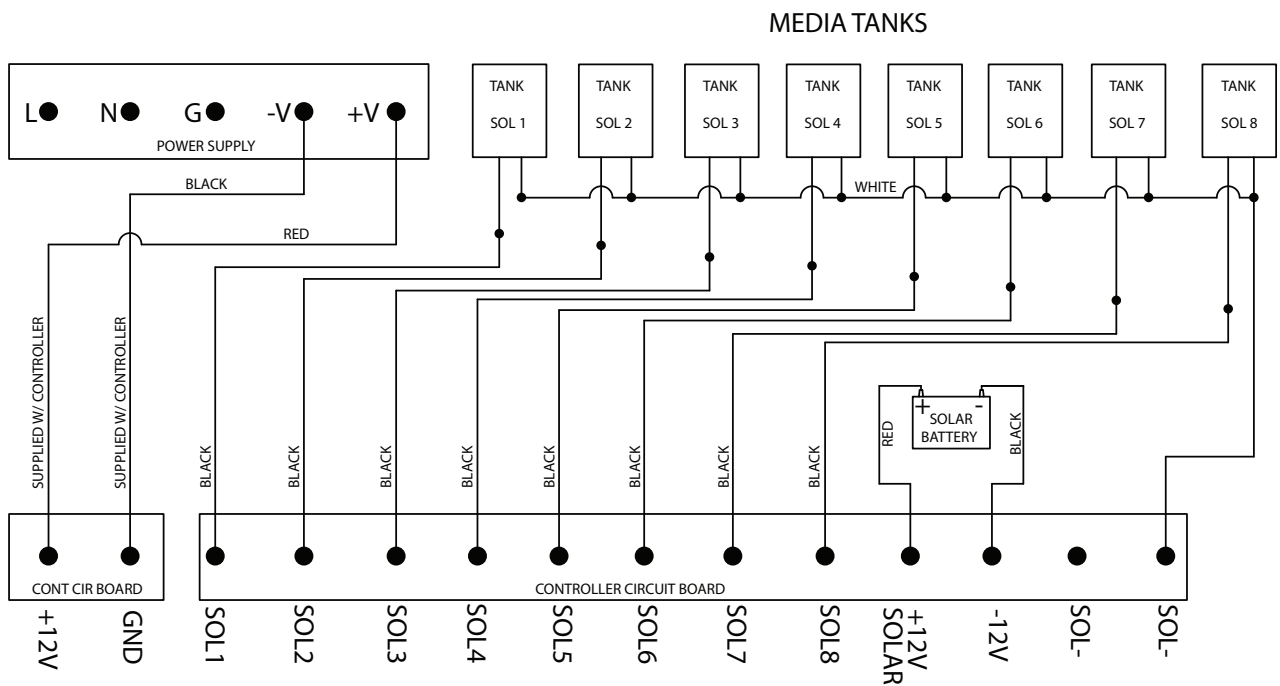 MEDIA TANKS
L N G -V +V
POWER SUPPLY
TANK
SOL 1
TANK
SOL 2
TANK
SOL 3
TANK
SOL 4
TANK
SOL 5
TANK
SOL 6
TANK
SOL 7
TANK
SOL 8
BLACK
WHITE
RED
SUPPLIED W/ CONTROLLER
SUPPLIED W/ CONTROLLER
BLACK
BLACK
BLACK
BLACK
BLACK
BLACK
BLACK
BLACK
RED
+ -
SOLAR
BATTERY
BLACK
CONT CIR BOARD
CONTROLLER CIRCUIT BOARD
+12V
GND
SOL1
SOL2
SOL3
SOL4
SOL5
SOL6
SOL7
SOL8
+12V
SOLAR
-12V
SOL-
SOL-